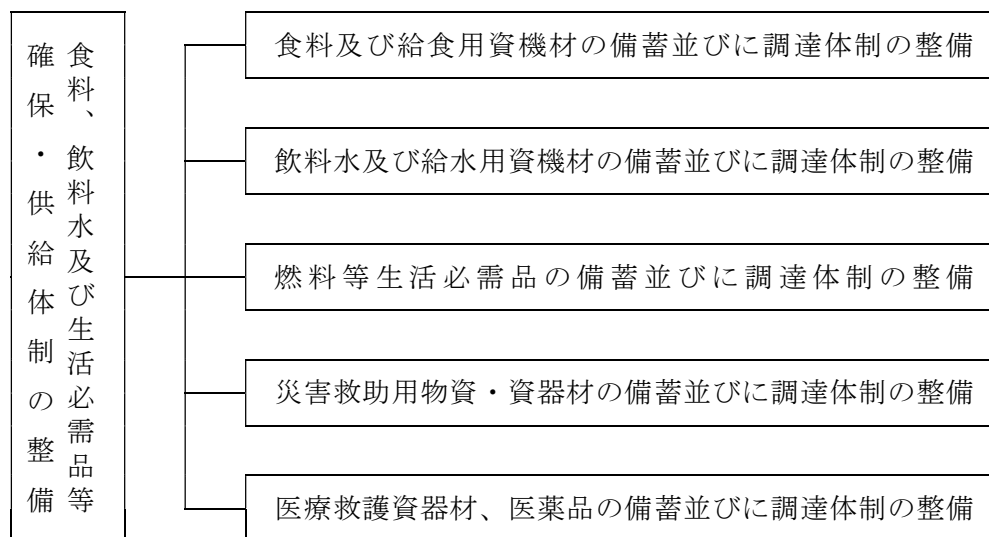 食料、飲料水及び生活必需品等
確保・供給体制の整備
食料及び給食用資機材の備蓄並びに調達体制の整備
飲料水及び給水用資機材の備蓄並びに調達体制の整備
燃料等生活必需品の備蓄並びに調達体制の整備
災害救助用物資・資器材の備蓄並びに調達体制の整備
医療救護資器材、医薬品の備蓄並びに調達体制の整備